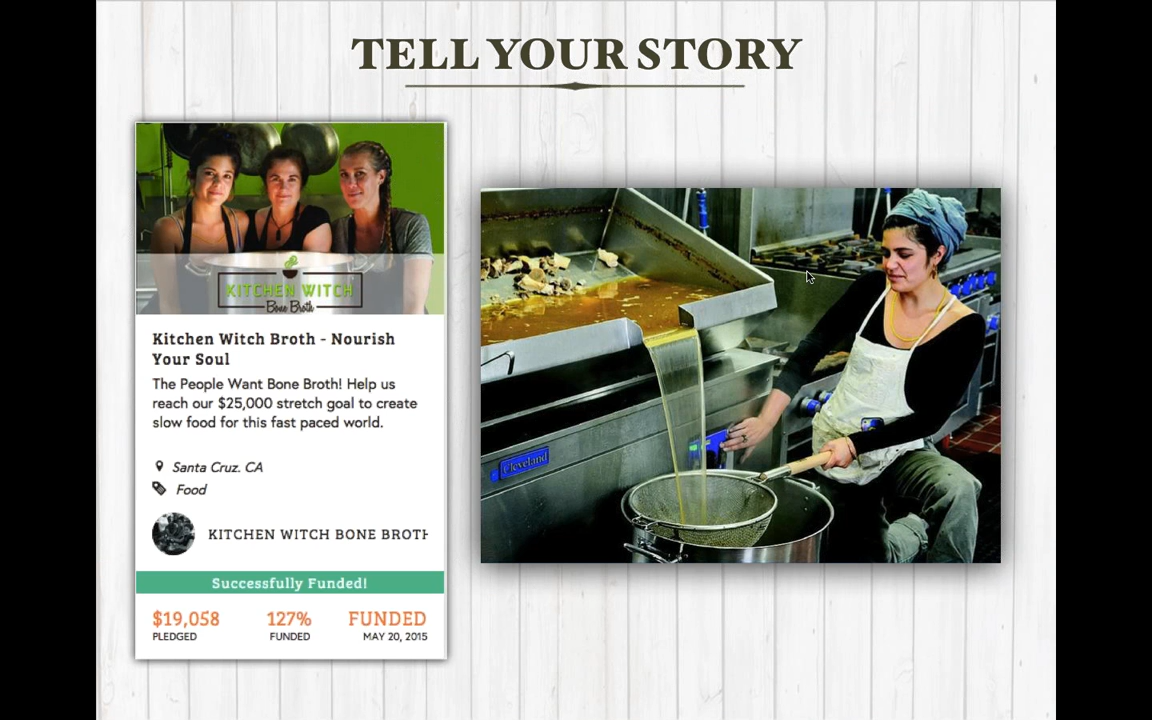 TELL YOUR STORY
KITCHEN WITCH
Bone Broth
Kitchen Witch Broth - Nourish
Your Soul
The People Want Bone Broth! Help us
reach our $25,000 stretch goal to create
slow food for this fast paced world.
Santa Cruz. CA
Food
KITCHEN WITCH BONE BROTH
Successfully Funded!
$19,058 127% FUNDED
PLEDGED FUNDED MAY 20, 2015
Cleveland